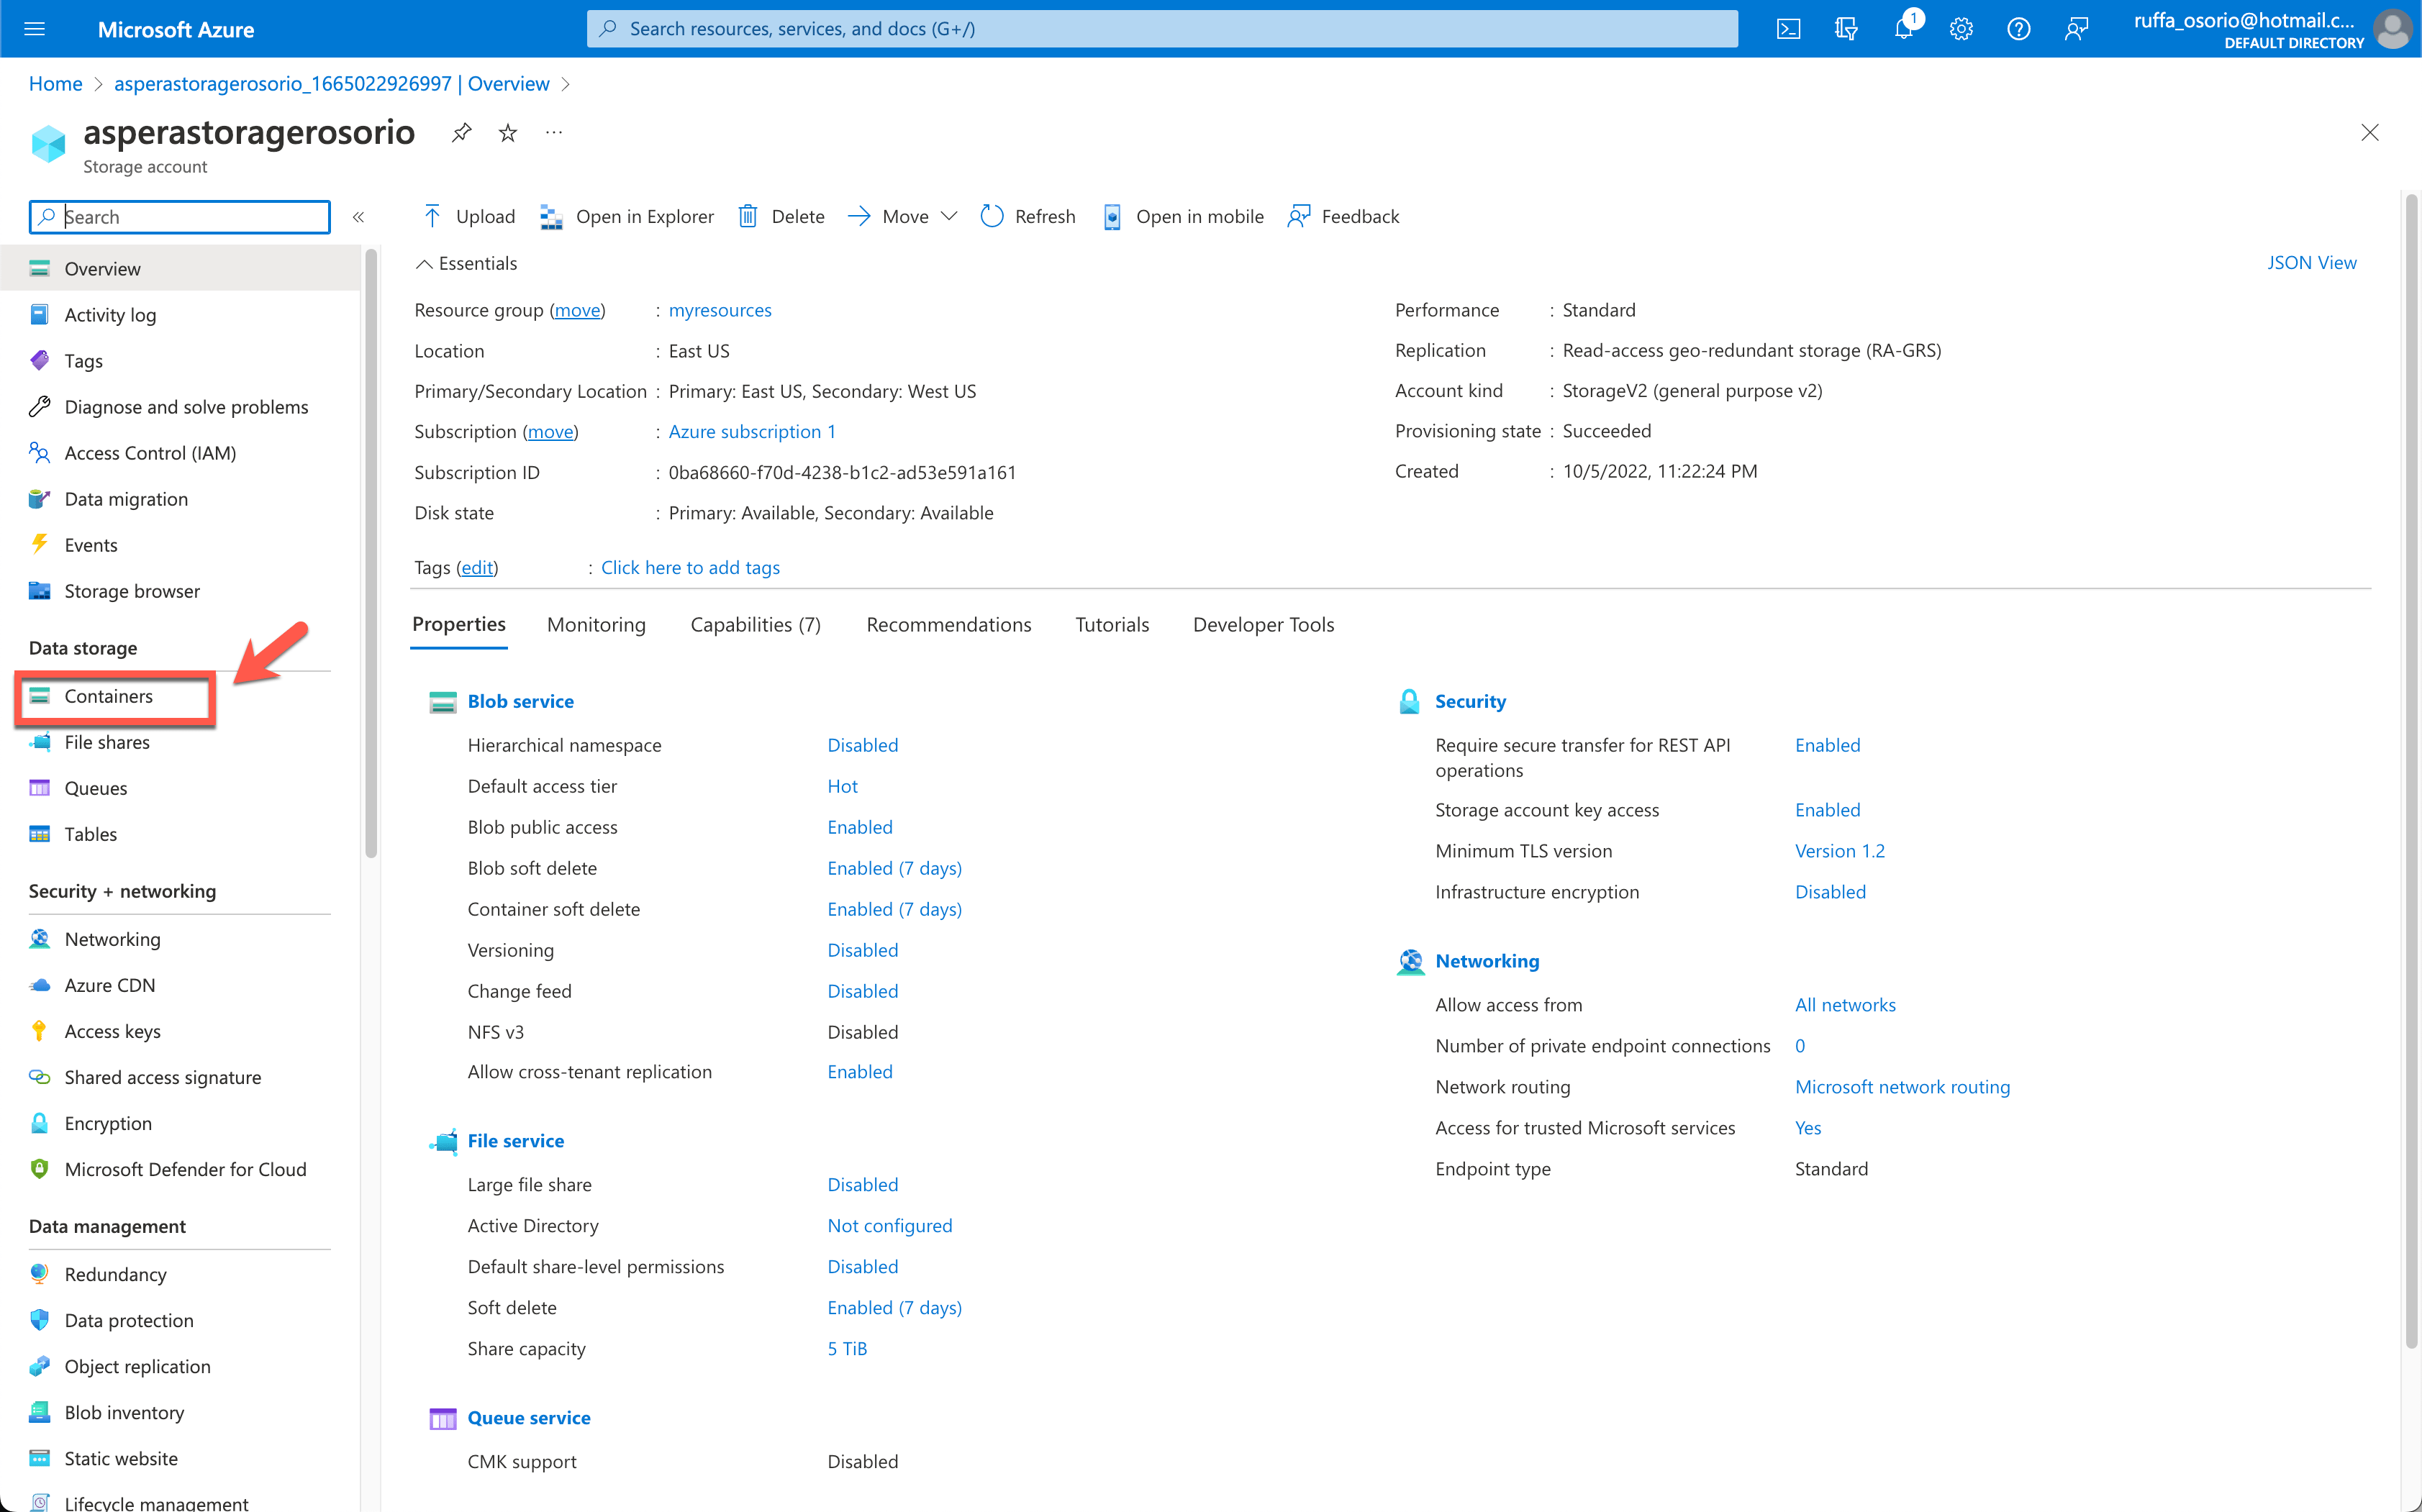 Microsoft Azure
Search resources, services, and docs (G+/)
1
ruffa_osorio@hotmail.c...
DEFAULT DIRECTORY
Home > asperastoragerosorio_1665022926997 | Overview >
asperastoragerosorio
Storage account
Search
Overview
Activity log
Tags
Diagnose and solve problems
Access Control (IAM)
Data migration
Events
Storage browser
Data storage
Containers
File shares
Queues
Tables
Security + networking
Networking
Azure CDN
Access keys
Shared access signature
Encryption
Microsoft Defender for Cloud
Data management
Redundancy
Data protection
Object replication
Blob inventory
Static website
Lifecycle management
Upload Open in Explorer Delete Move Refresh Open in mobile Feedback
Essentials
JSON View
Resource group (move) : myresources
Location : East US
Primary/Secondary Location : Primary: East US, Secondary: West US
Subscription (move) : Azure subscription 1
Subscription ID : 0ba68660-f70d-4238-b1c2-ad53e591a161
Disk state : Primary: Available, Secondary: Available
Tags (edit) : Click here to add tags
Performance : Standard
Replication : Read-access geo-redundant storage (RA-GRS)
Account kind : StorageV2 (general purpose v2)
Provisioning state : Succeeded
Created : 10/5/2022, 11:22:24 PM
Properties Monitoring Capabilities (7) Recommendations Tutorials Developer Tools
Blob service
Hierarchical namespace Disabled
Default access tier Hot
Blob public access Enabled
Blob soft delete Enabled (7 days)
Container soft delete Enabled (7 days)
Versioning Disabled
Change feed Disabled
NFS v3 Disabled
Allow cross-tenant replication Enabled
File service
Large file share Disabled
Active Directory Not configured
Default share-level permissions Disabled
Soft delete Enabled (7 days)
Share capacity 5 TiB
Queue service
CMK support Disabled
Security
Require secure transfer for REST API Enabled
operations
Storage account key access Enabled
Minimum TLS version Version 1.2
Infrastructure encryption Disabled
Networking
Allow access from All networks
Number of private endpoint connections 0
Network routing Microsoft network routing
Access for trusted Microsoft services Yes
Endpoint type Standard